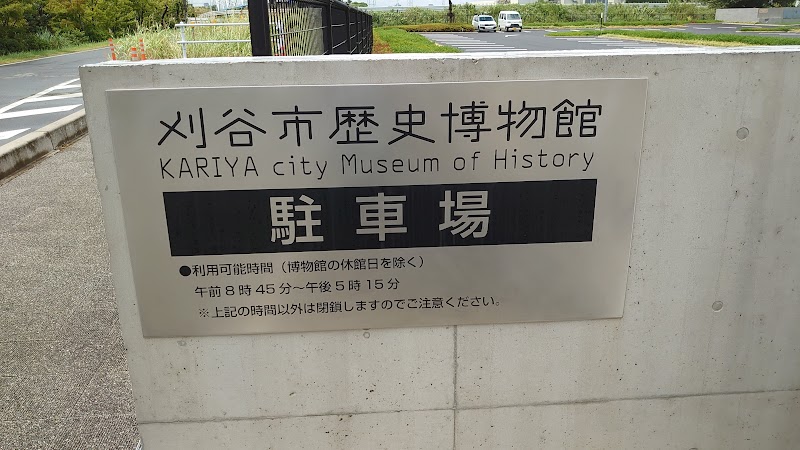 刈谷市歴史博物館
KARIYA city Museum of History
駐車場
●利用可能時間（博物館の休館日を除く）
午前8時45分～午後5時15分
※上記の時間以外は閉鎖しますのでご注意ください。